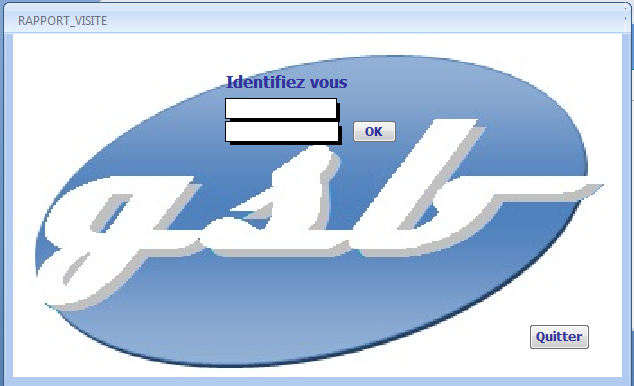 RAPPORT_VISITE
Identifiez vous
OK
gsb
Quitter